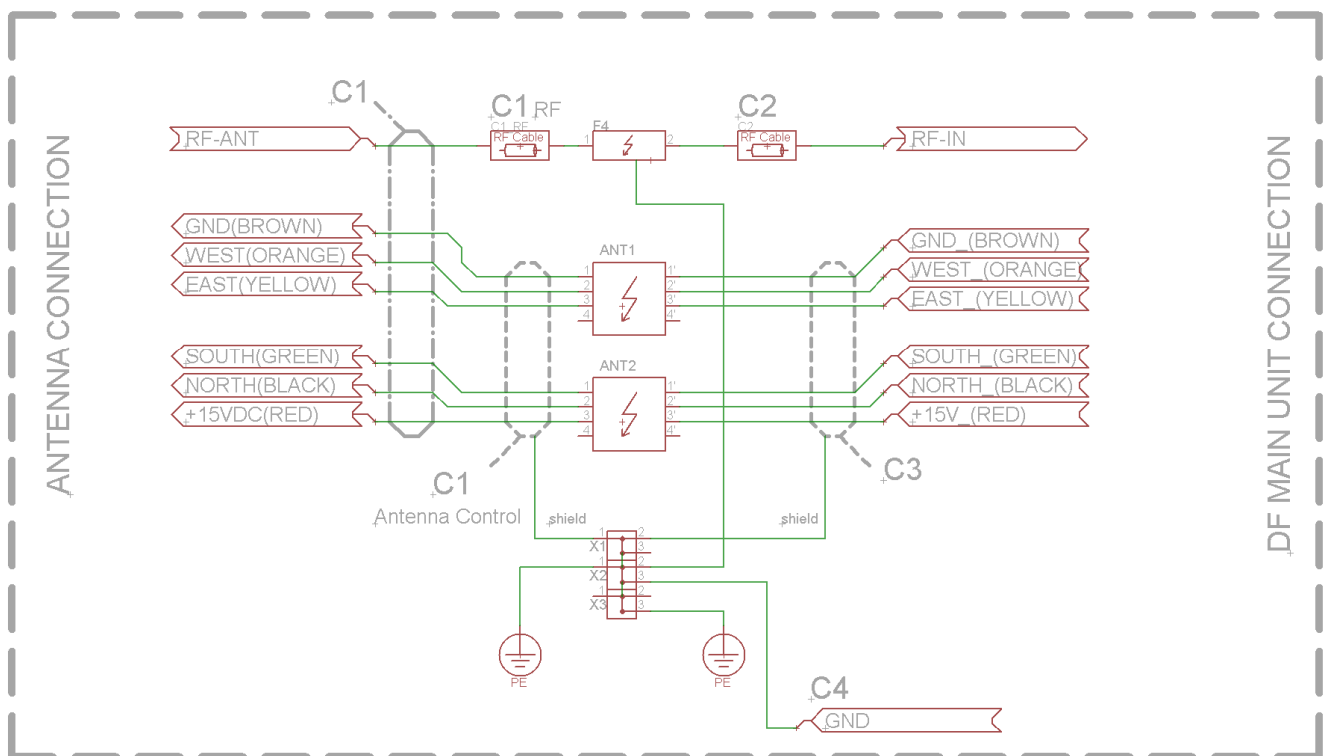 ANTENNA CONNECTION
DF MAIN UNIT CONNECTION
C1
C1 RF
C1_RF
RF Cable
F4
1
2
C2
C2
RF Cable
RF-ANT
RF-IN
GND(BROWN)
WEST(ORANGE)
EAST(YELLOW)
ANT1
1
2
3
4
1'
2'
3'
4'
GND_(BROWN)
WEST_(ORANGE)
EAST_(YELLOW)
SOUTH(GREEN)
NORTH(BLACK)
+15VDC(RED)
ANT2
1
2
3
4
1'
2'
3'
4'
SOUTH_(GREEN)
NORTH_(BLACK)
+15V_(RED)
C1
Antenna Control
C3
shield
shield
X1
1
2
3
X2
1
2
3
X3
1
2
3
PE
PE
C4
GND